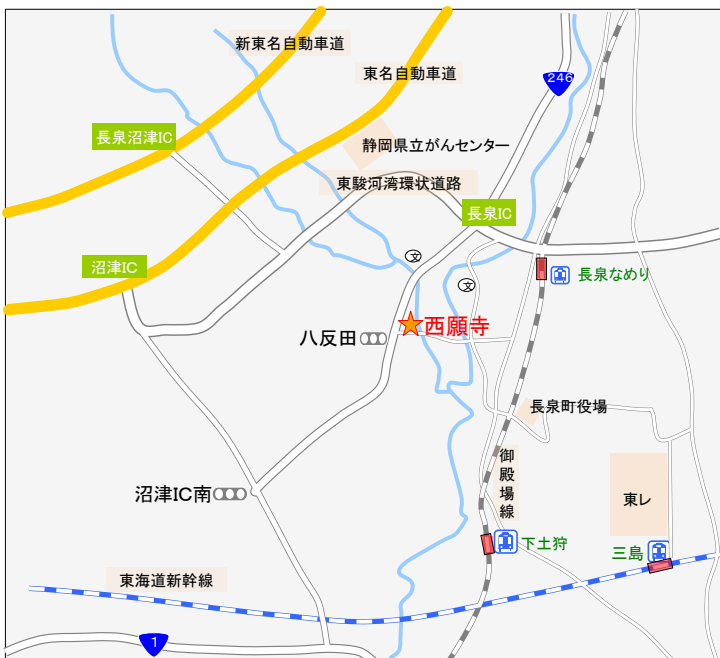 新東名自動車道
東名自動車道
246
長泉沼津IC
静岡県立がんセンター
東駿河湾環状道路
長泉IC
沼津IC
文
長泉なめり
文
西願寺
八反田
長泉町役場
御殿場線
東レ
沼津IC南
下土狩
三島
東海道新幹線
1